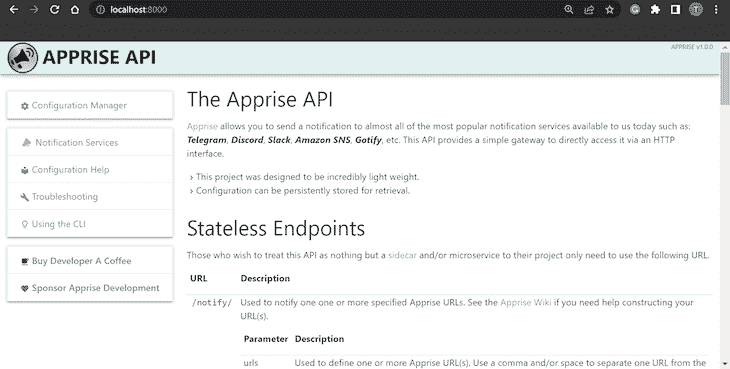 localhost:8000
APPRISE API
APPRISE v1.0.0
Configuration Manager
Notification Services
Configuration Help
Troubleshooting
Using the CLI
Buy Developer A Coffee
Sponsor Apprise Development
The Apprise API
Apprise allows you to send a notification to almost all of the most popular notification services available to us today such as:
Telegram, Discord, Slack, Amazon SNS, Gotify, etc. This API provides a simple gateway to directly access it via an HTTP
interface.
› This project was designed to be incredibly light weight.
› Configuration can be persistently stored for retrieval.
Stateless Endpoints
Those who wish to treat this API as nothing but a sidecar and/or microservice to their project only need to use the following URL.
URL Description
/notify/ Used to notify one one or more specified Apprise URLs. See the Apprise Wiki if you need help constructing your
URL(s).
Parameter Description
urls Used to define one or more Apprise URL(s). Use a comma and/or space to separate one URL from the